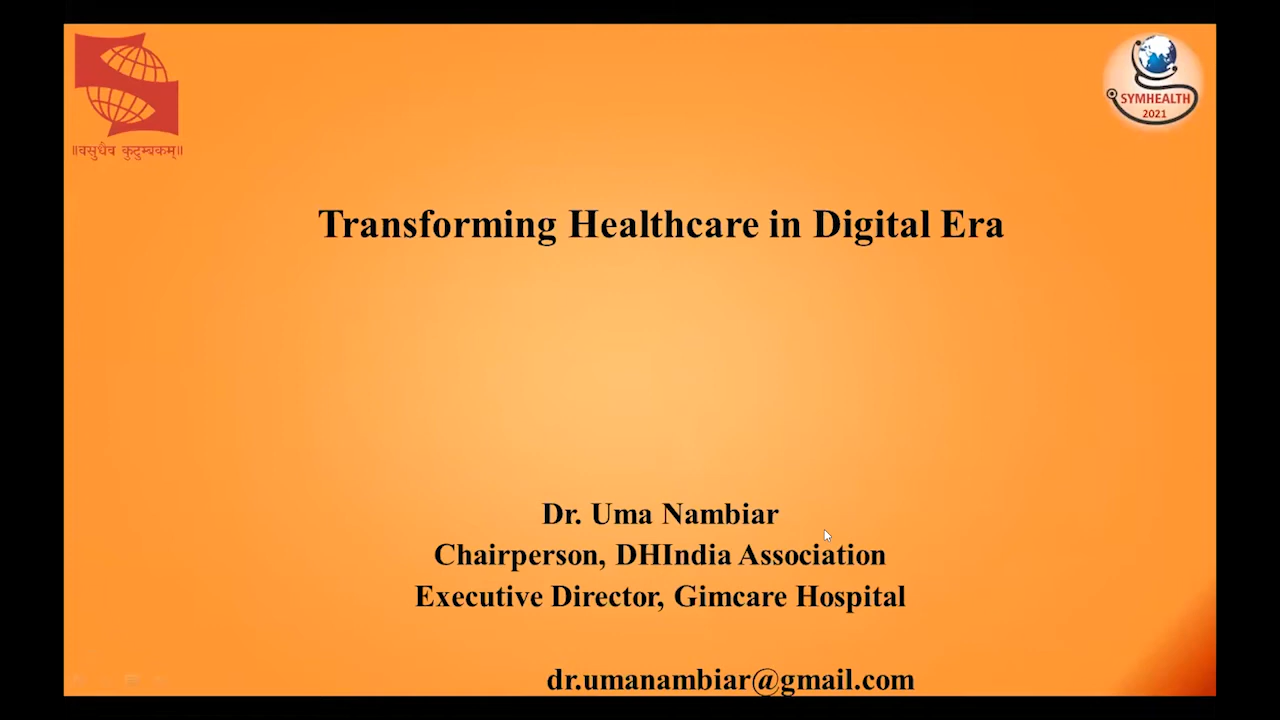 ॥वसुधैव कुटुम्बकम्॥
SYMHEALTH
2021
Transforming Healthcare in Digital Era
Dr. Uma Nambiar
Chairperson, DHIndia Association
Executive Director, Gimcare Hospital
dr.umanambiar@gmail.com